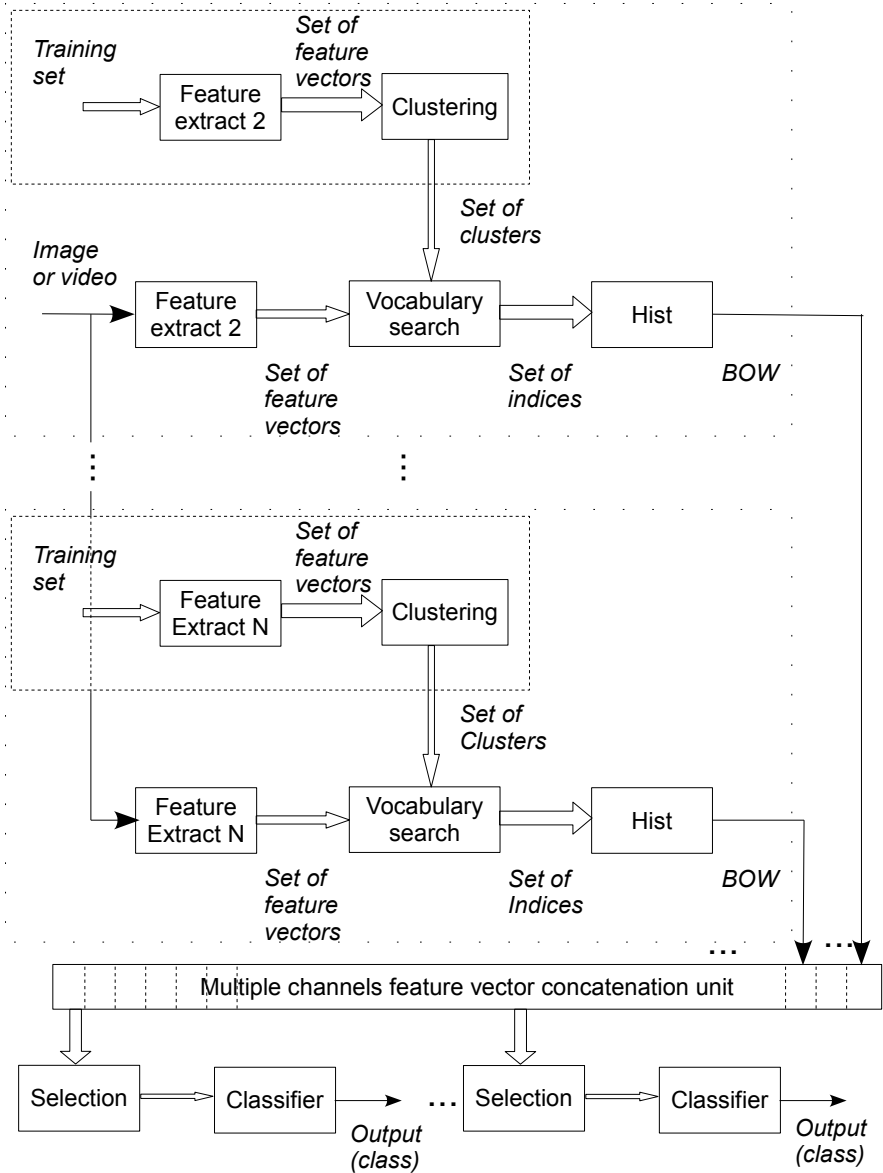 Training
set
Feature
extract 2
Set of
feature
vectors
Clustering
Set of
clusters
Image
or video
Feature
extract 2
Set of
feature
vectors
Vocabulary
search
Set of
indices
Hist
BOW
...
...
Training
set
Feature
Extract N
Set of
feature
vectors
Clustering
Set of
Clusters
Feature
Extract N
Set of
feature
vectors
Vocabulary
search
Set of
Indices
Hist
BOW
...
...
Multiple channels feature vector concatenation unit
Selection
Classifier
Output
(class)
...
Selection
Classifier
Output
(class)